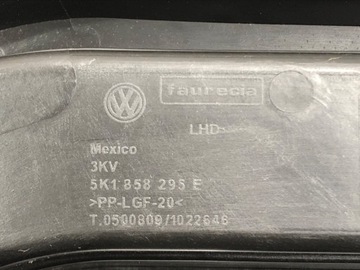 faurecia
LHD
Mexico
3KV
5K1 858 295 E
>PP-LGF-20<
T.0500809/1022646